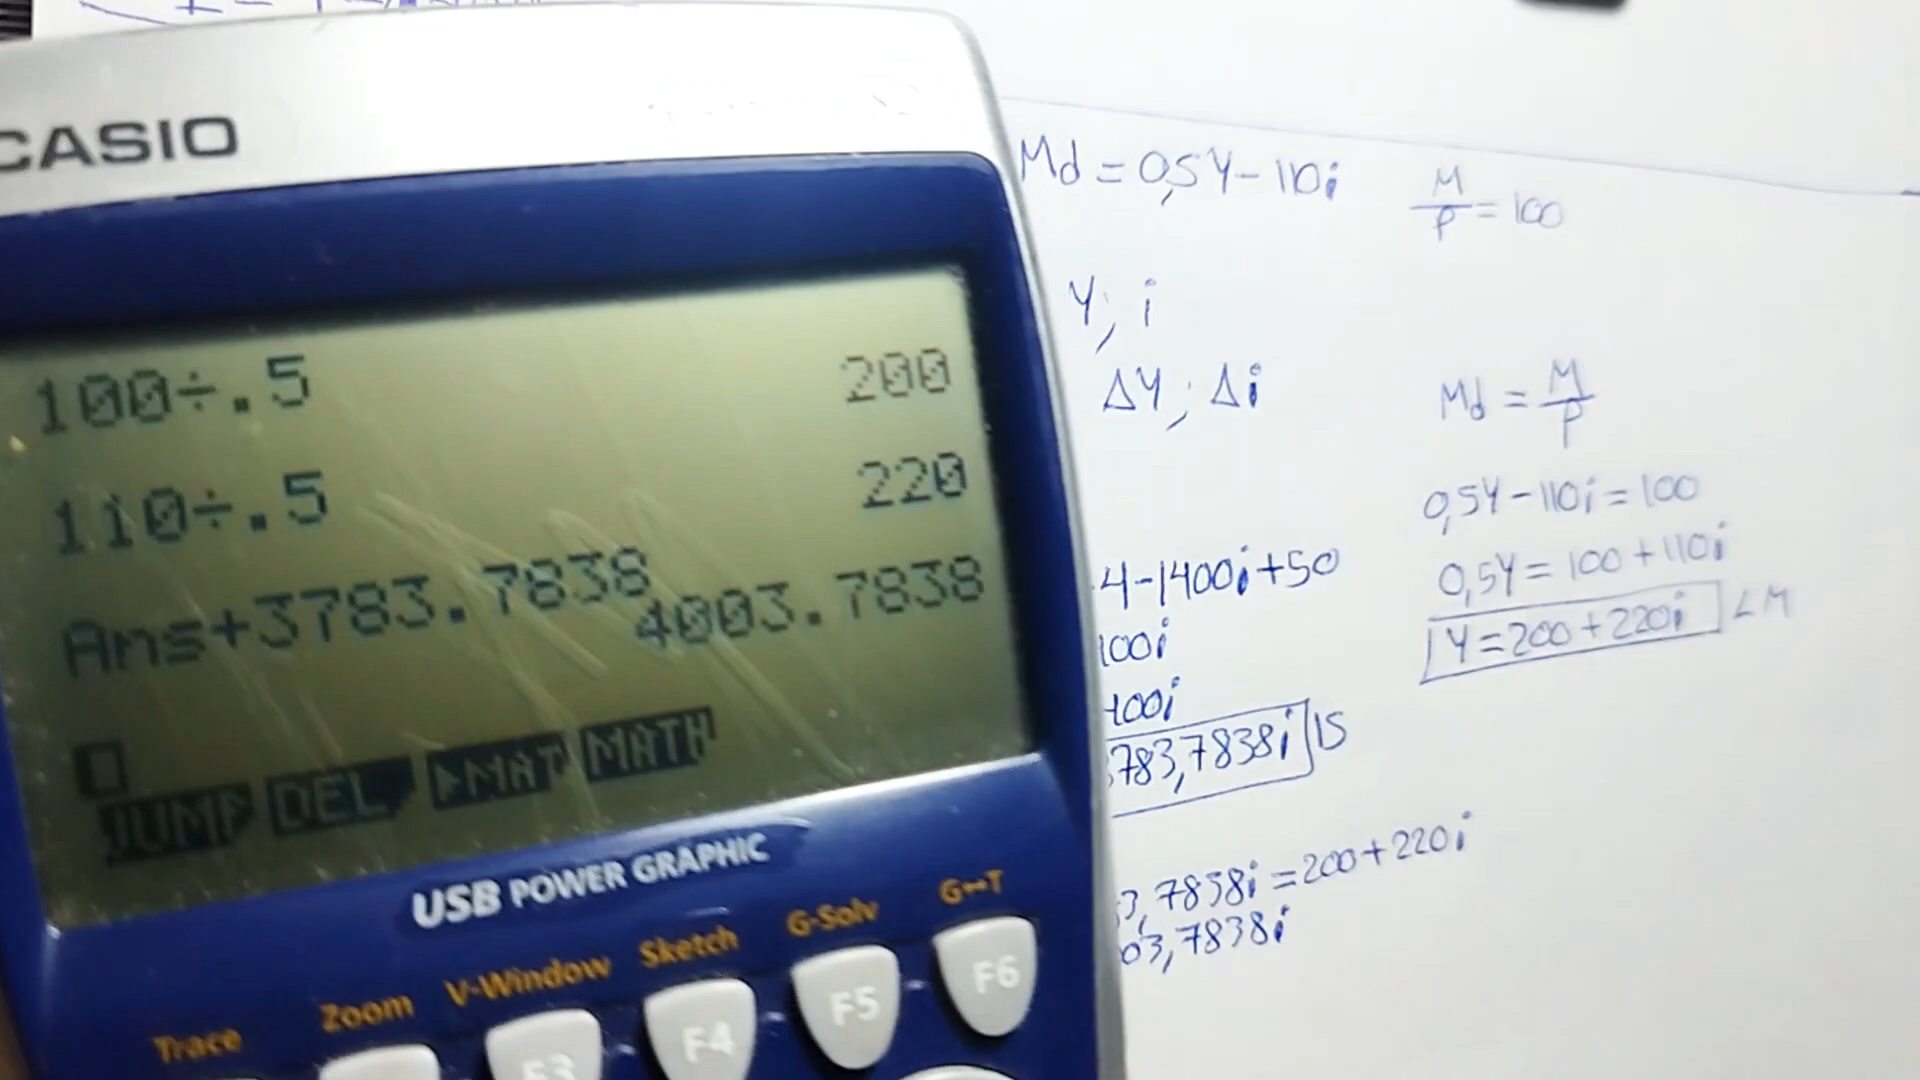 CASIO
100÷.5
200
110÷.5
220
Ans+3783.7838
4003.7838
JUMP DEL ▶MAT MATH
USB POWER GRAPHIC
Trace Zoom V-Window Sketch G-Solv G↔T
F3 F4 F5 F6
Md = 0,5Y - 110i
M/P = 100
Y; i
ΔY; Δi
Md = M/P
0,5Y - 110i = 100
0,5Y = 100 + 110i
Y = 200 + 220i LM
4-1400i+50
100i
400i
783,7838i IS
3,7838i = 200 + 220i
03,7838i